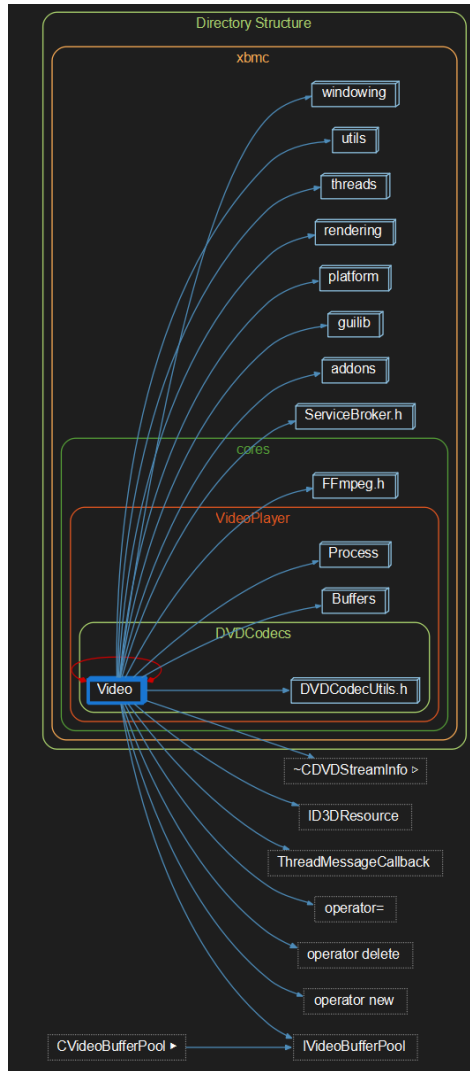 Directory Structure
xbmc
windowing
utils
threads
rendering
platform
guilib
addons
ServiceBroker.h
cores
FFmpeg.h
VideoPlayer
Process
Buffers
DVDCodecs
Video
DVDCodecUtils.h
~CDVDStreamInfo ▷
ID3DResource
ThreadMessageCallback
operator=
operator delete
operator new
CVideoBufferPool ▶
IVideoBufferPool